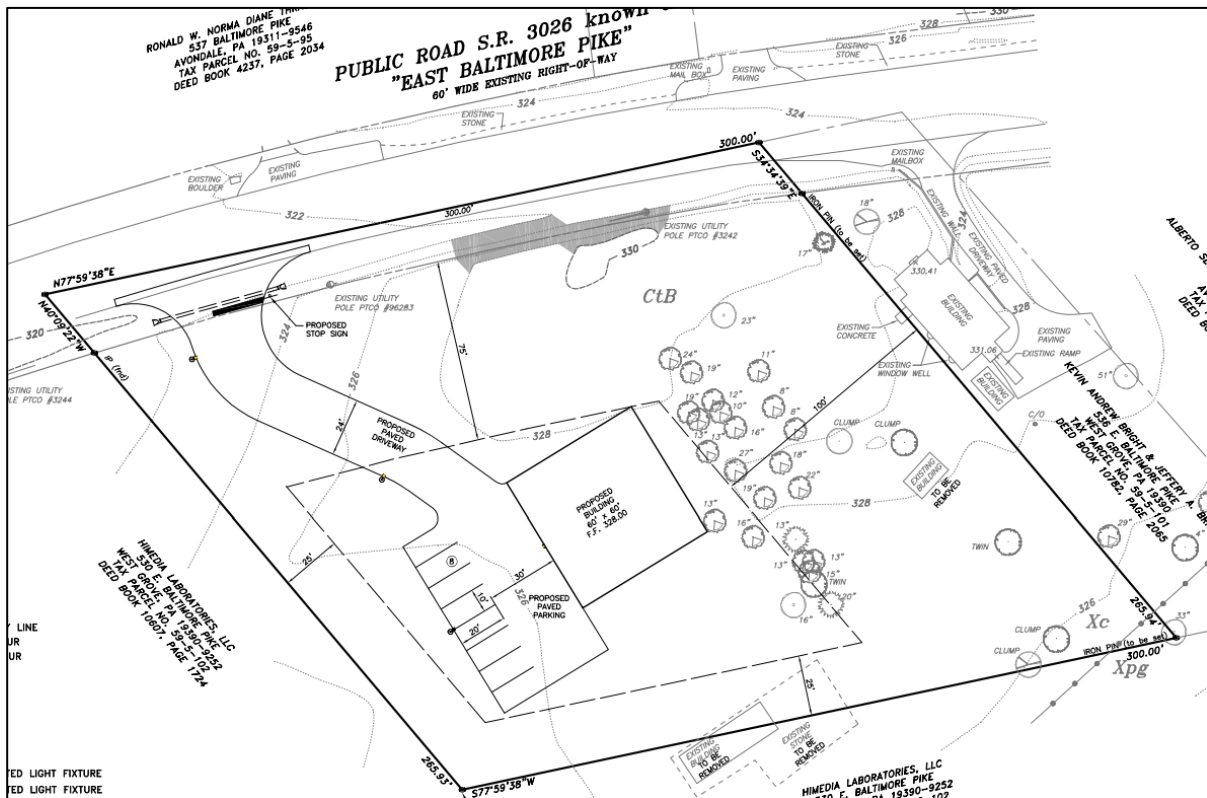 RONALD W. NORMA DIANE
537 BALTIMORE PIKE
AVONDALE, PA 19311-9546
TAX PARCEL NO. 59-5-95
DEED BOOK 4237, PAGE 2034
PUBLIC ROAD S.R. 3026 known
"EAST BALTIMORE PIKE"
60' WIDE EXISTING RIGHT-OF-WAY
EXISTING
MAIL BOX
EXISTING
PAVING
EXISTING
STONE
328
326
330
324
324
EXISTING
STONE
EXISTING
PAVING
EXISTING
BOULDER
322
300.00'
300.00'
S34°34'39"E
IRON PIN (to be set)
EXISTING
MAILBOX
18"
328
EXISTING WALL
324
EXISTING PAVED
DRIVEWAY
328
330.41
EXISTING
BUILDING
EXISTING
PAVING
331.06
EXISTING RAMP
EXISTING
CONCRETE
EXISTING
WINDOW WELL
EXISTING
BUILDING
51"
C/O
N77°59'38"E
N40°09'22"W
IP (fnd)
320
EXISTING UTILITY
POLE PTCO #3242
330
17"
CtB
EXISTING UTILITY
POLE PTCO #96283
PROPOSED
STOP SIGN
324
326
75'
24'
PROPOSED
PAVED
DRIVEWAY
328
23"
24"
19"
11"
19"
12"
10"
8"
8"
13"
16"
13"
27"
18"
19"
22"
13"
16"
13"
13"
15"
TWIN
20"
16"
100'
CLUMP
CLUMP
328
EXISTING
BUILDING
TO BE
REMOVED
TWIN
29"
4"
33"
326
CLUMP
CLUMP
Xc
Xpg
265.94'
IRON PIN (to be set)
300.00'
ALBERTO
KEVIN ANDREW BRIGHT & JEFFERY A.
536 E. BALTIMORE PIKE
WEST GROVE, PA 19390
TAX PARCEL NO. 59-5-101
DEED BOOK 10782, PAGE 2065
PROPOSED
BUILDING
60' x 60'
F.F. 328.00
8
30'
10'
20'
PROPOSED
PAVED
PARKING
326
25'
25'
HIMEDIA LABORATORIES, LLC
530 E. BALTIMORE PIKE
WEST GROVE, PA 19390-9252
TAX PARCEL NO. 59-5-102
DEED BOOK 10607, PAGE 1724
265.93'
S77°59'38"W
EXISTING
BUILDING
TO BE
REMOVED
EXISTING
STONE
TO BE
REMOVED
HIMEDIA LABORATORIES, LLC
E. BALTIMORE PIKE
PA 19390-9252
LINE
UR
UR
TED LIGHT FIXTURE
TED LIGHT FIXTURE